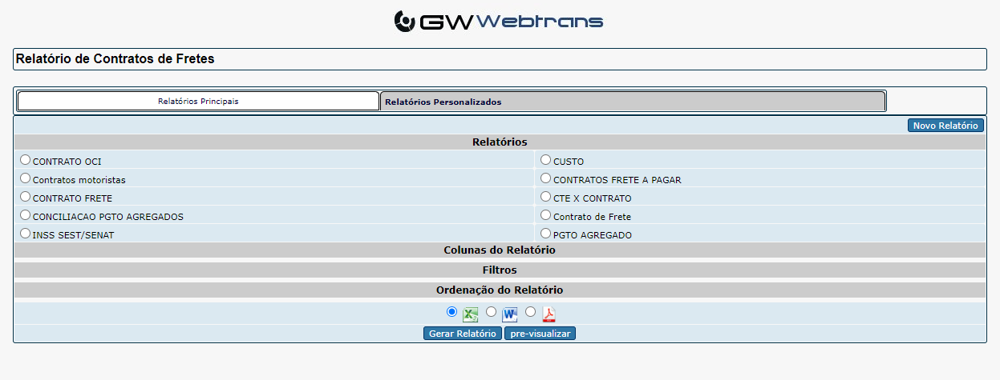 GW Webtrans
Relatório de Contratos de Fretes
Relatórios Principais Relatórios Personalizados
Novo Relatório
Relatórios
CONTRATO OCI CUSTO
Contratos motoristas CONTRATOS FRETE A PAGAR
CONTRATO FRETE CTE X CONTRATO
CONCILIACAO PGTO AGREGADOS Contrato de Frete
INSS SEST/SENAT PGTO AGREGADO
Colunas do Relatório
Filtros
Ordenação do Relatório
Gerar Relatório pre-visualizar